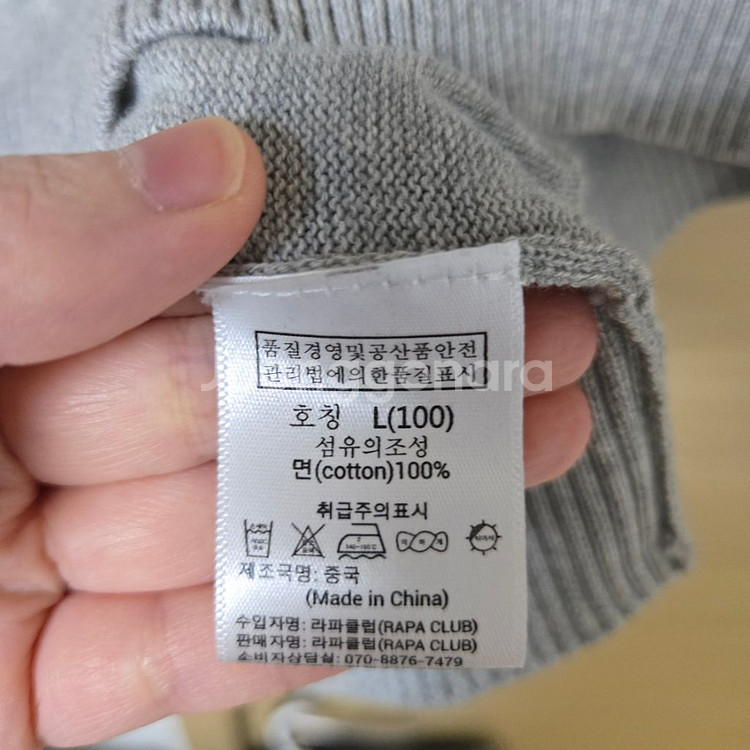 품질경영및공산품안전
관리법에의한품질표시
호칭 L(100)
섬유의조성
면(cotton)100%
취급주의표시
제조국명: 중국
(Made in China)
수입자명: 라파클럽(RAPA CLUB)
판매자명: 라파클럽(RAPA CLUB)
소비자상담실: 070-8876-7479